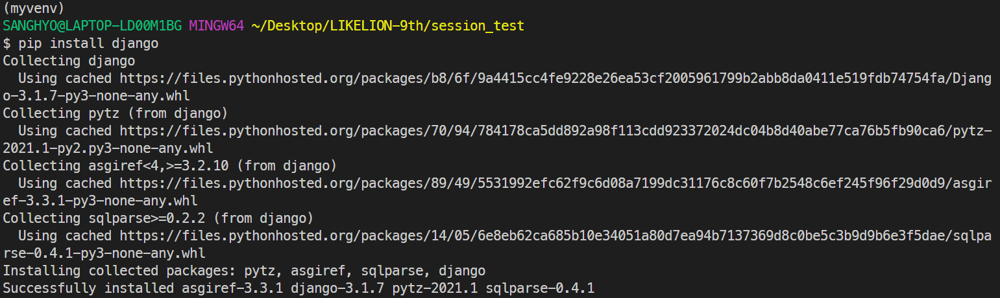 (myvenv)
SANGHYO@LAPTOP-LD00M1BG MINGW64 ~/Desktop/LIKELION-9th/session_test
$ pip install django
Collecting django
  Using cached https://files.pythonhosted.org/packages/b8/6f/9a4415cc4fe9228e26ea53cf2005961799b2abb8da0411e519fdb74754fa/Djang
o-3.1.7-py3-none-any.whl
Collecting pytz (from django)
  Using cached https://files.pythonhosted.org/packages/70/94/784178ca5dd892a98f113cdd923372024dc04b8d40abe77ca76b5fb90ca6/pytz-
2021.1-py2.py3-none-any.whl
Collecting asgiref<4,>=3.2.10 (from django)
  Using cached https://files.pythonhosted.org/packages/89/49/5531992efc62f9c6d08a7199dc31176c8c60f7b2548c6ef245f96f29d0d9/asgir
ef-3.3.1-py3-none-any.whl
Collecting sqlparse>=0.2.2 (from django)
  Using cached https://files.pythonhosted.org/packages/14/05/6e8eb62ca685b10e34051a80d7ea94b7137369d8c0be5c3b9d9b6e3f5dae/sqlpa
rse-0.4.1-py3-none-any.whl
Installing collected packages: pytz, asgiref, sqlparse, django
Successfully installed asgiref-3.3.1 django-3.1.7 pytz-2021.1 sqlparse-0.4.1